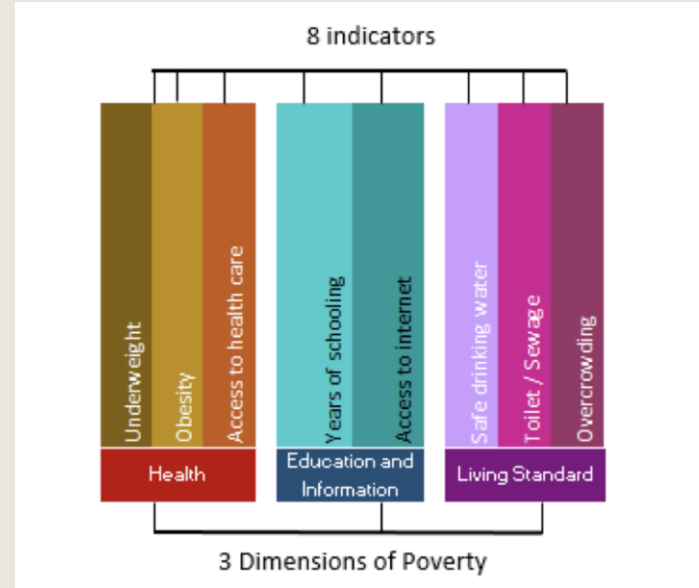 8 indicators
Underweight
Obesity
Access to health care
Years of schooling
Access to internet
Safe drinking water
Toilet / Sewage
Overcrowding
Health
Education and
Information
Living Standard
3 Dimensions of Poverty